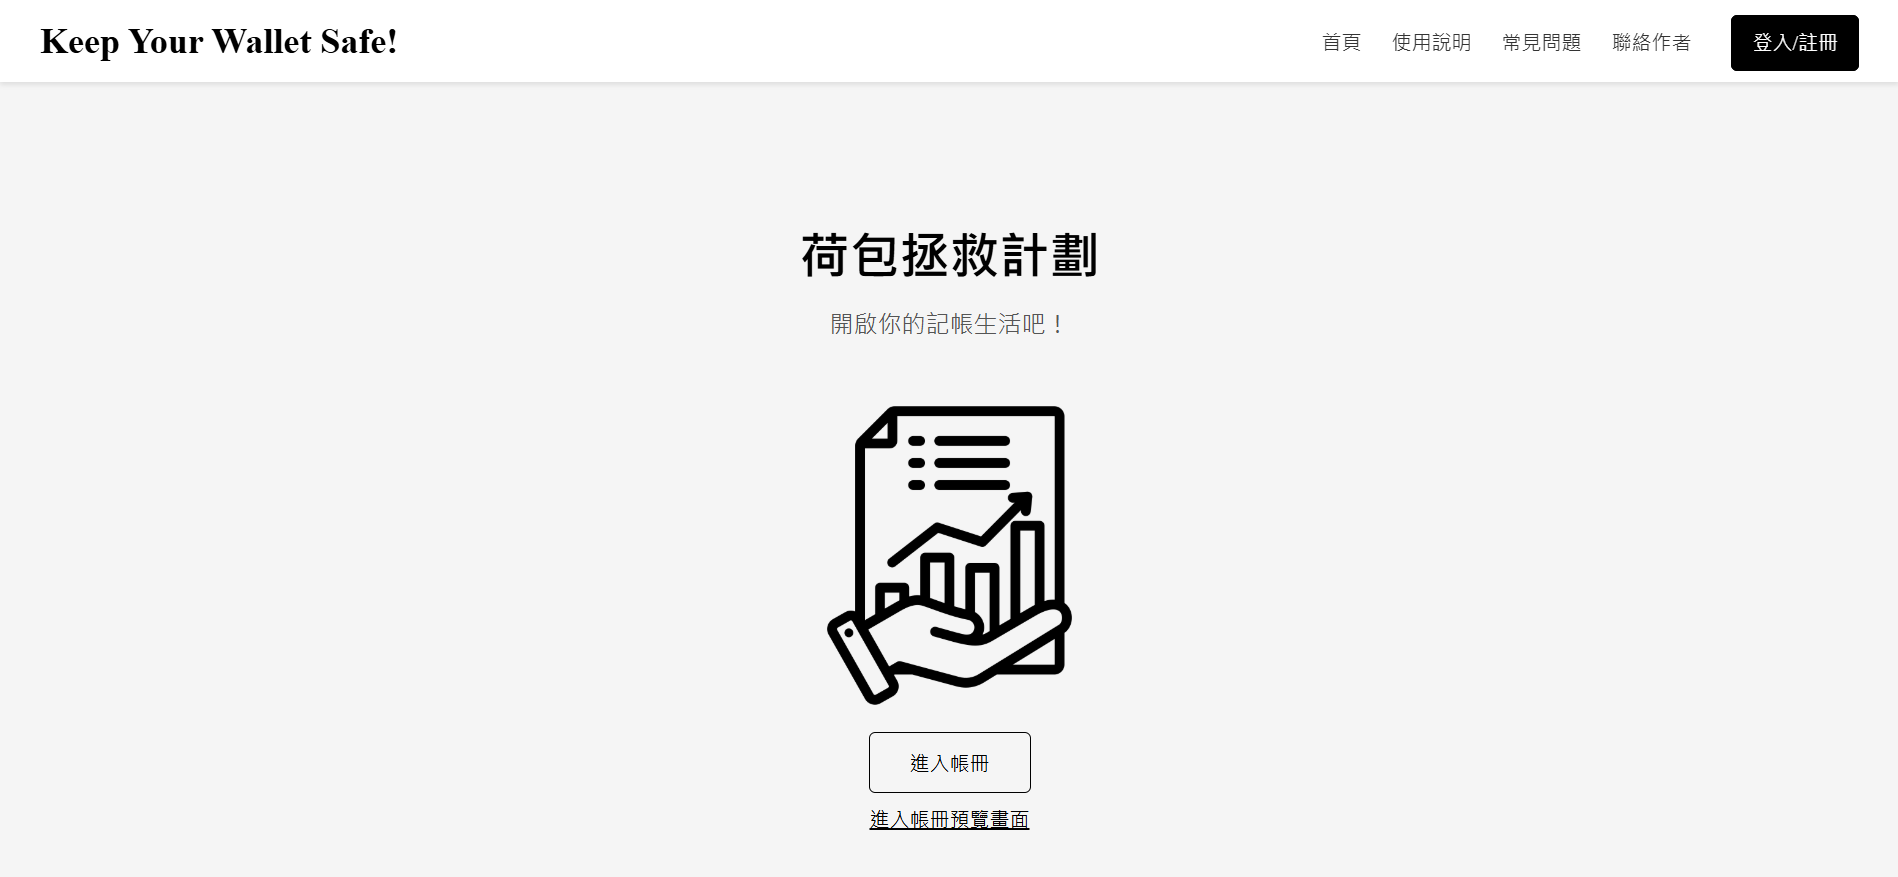 Keep Your Wallet Safe!
首頁 使用說明 常見問題 聯絡作者 登入/註冊
荷包拯救計劃
開啟你的記帳生活吧！
進入帳冊
進入帳冊預覽畫面